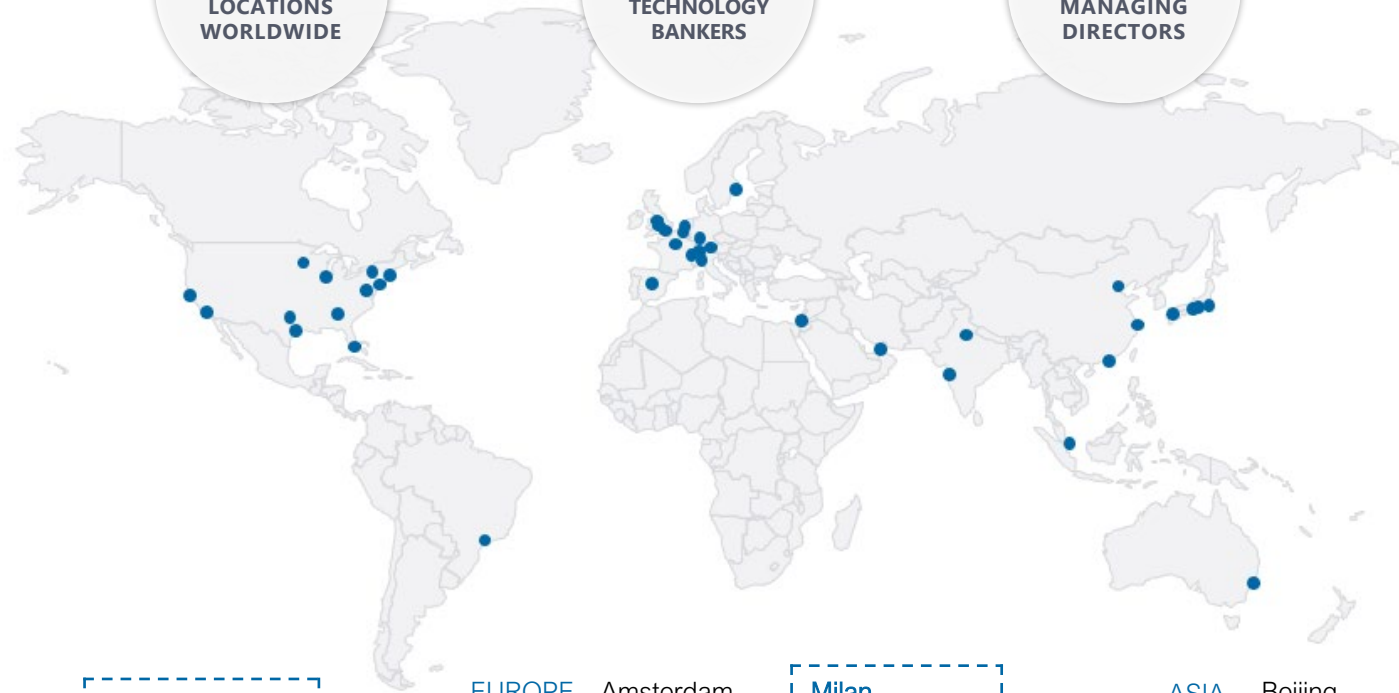 LOCATIONS
WORLDWIDE
TECHNOLOGY
BANKERS
MANAGING
DIRECTORS
EUROPE Amsterdam Milan ASIA Beijing